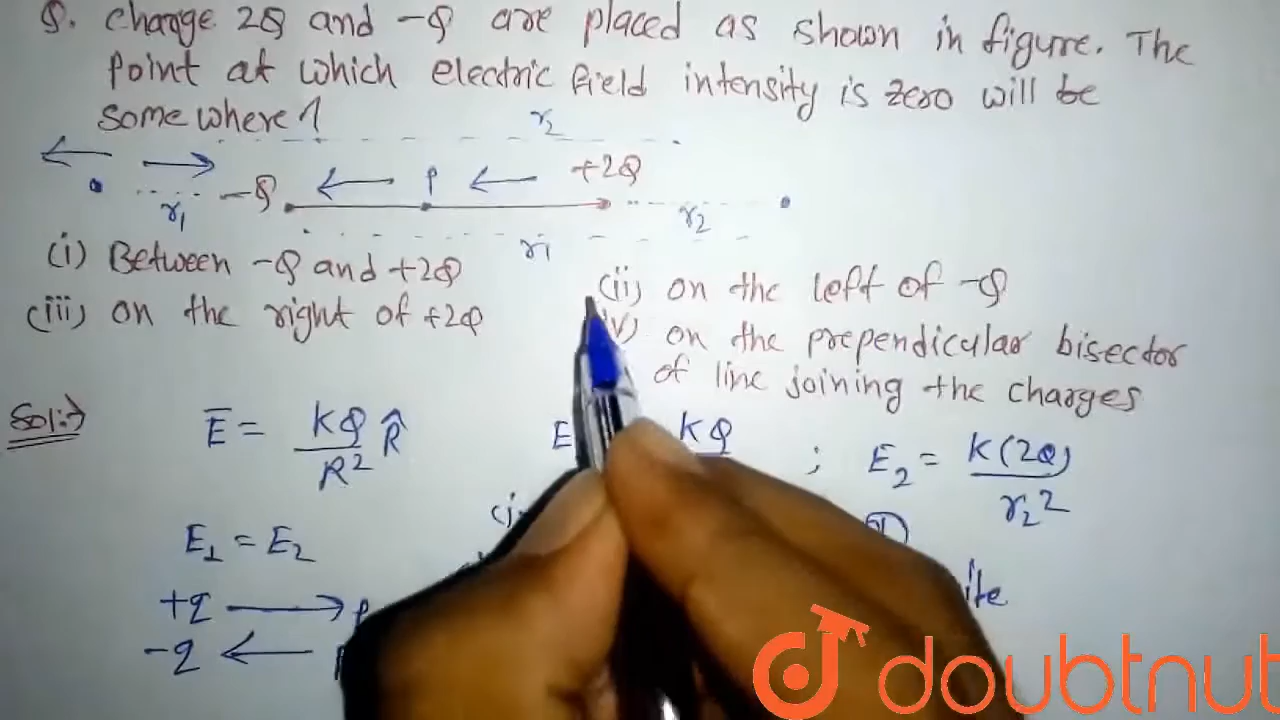 Q. Charge 2Q and -Q are placed as shown in figure. The
point at which electric field intensity is zero will be
somewhere
r2
-Q P +2Q
r1 r2
r1
(i) Between -Q and +2Q
(ii) on the left of -Q
(iii) on the right of +2Q
on the prependicular bisector
of line joining the charges
Sol:→
E = KQ/R² R̂
E KQ ; E2 = K(2Q)/r2²
E1 = E2
+q → P
-q ←
doubtnut